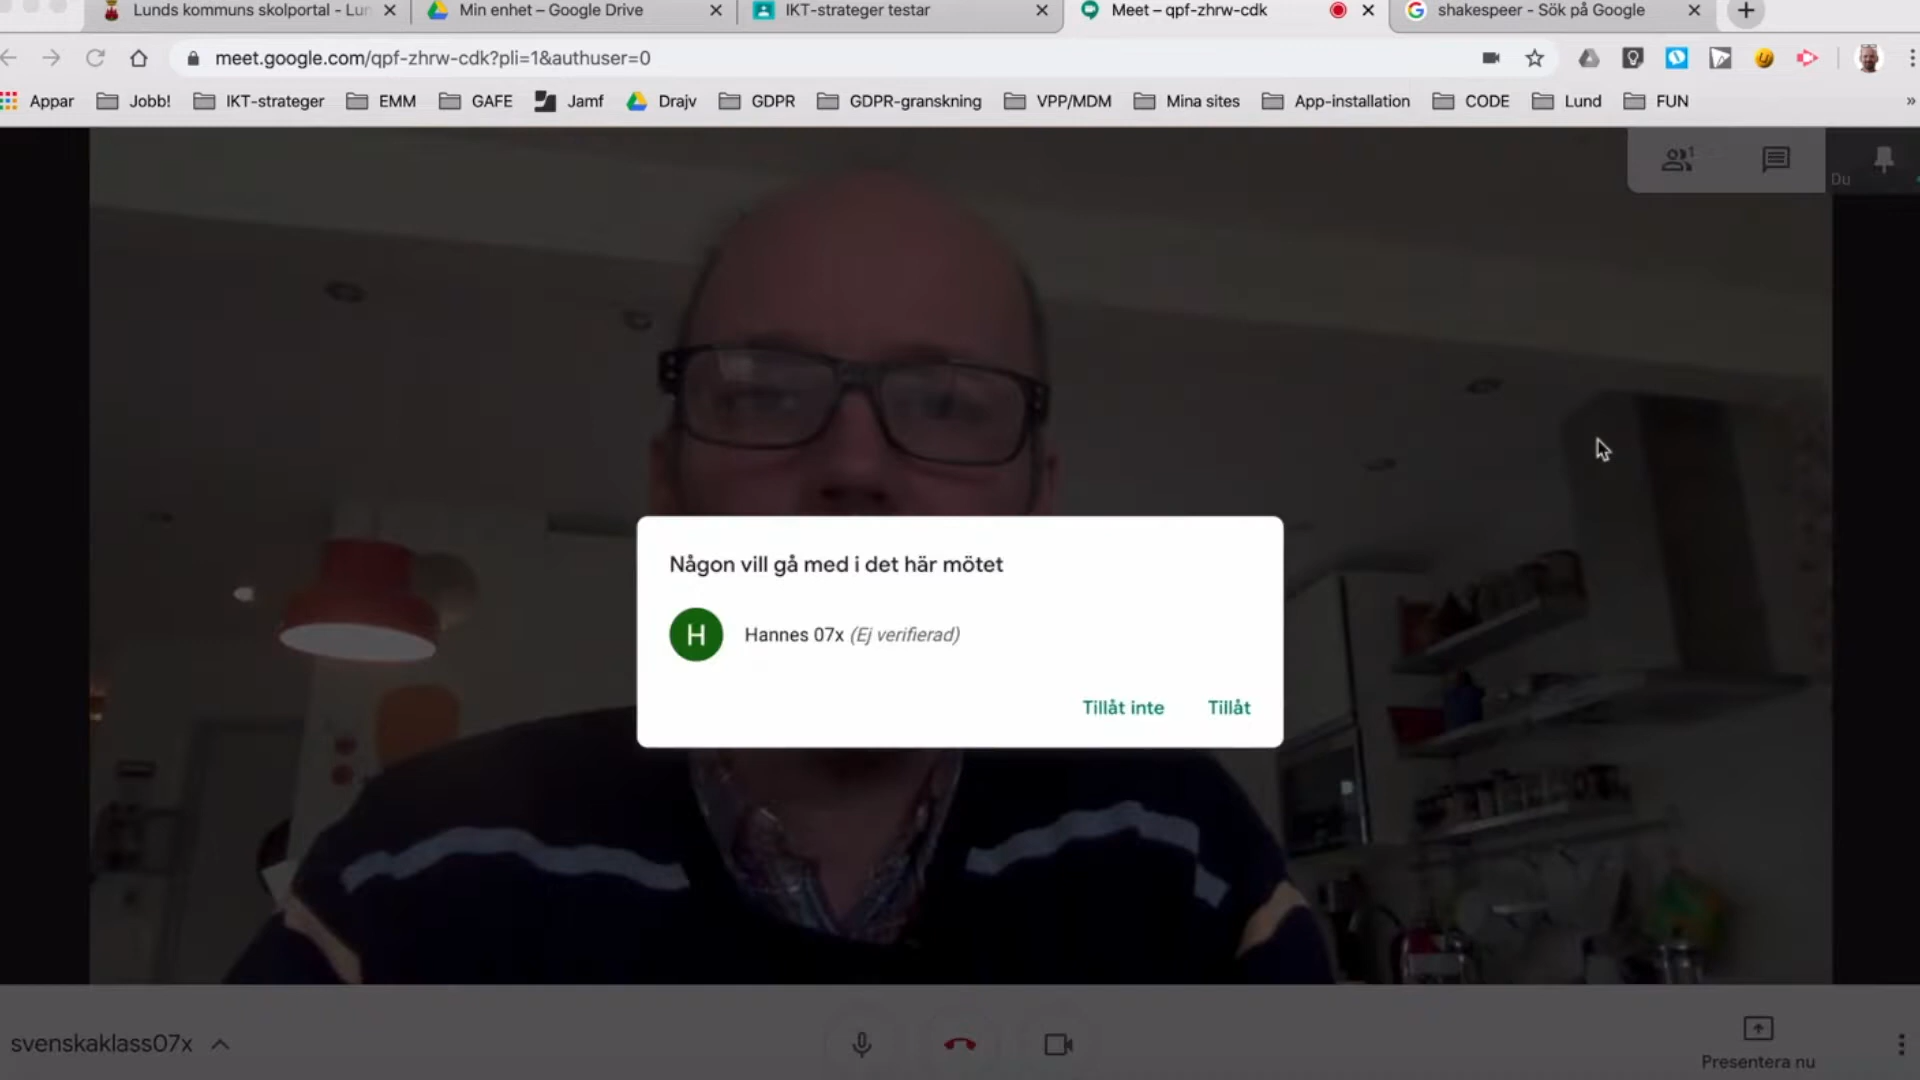 Lunds kommuns skolportal - Lun
Min enhet – Google Drive
IKT-strateger testar
Meet – qpf-zhrw-cdk
shakespeer - Sök på Google
meet.google.com/qpf-zhrw-cdk?pli=1&authuser=0
Appar
Jobb!
IKT-strateger
EMM
GAFE
Jamf
Drajv
GDPR
GDPR-granskning
VPP/MDM
Mina sites
App-installation
CODE
Lund
FUN
»
1
Du
Någon vill gå med i det här mötet
H
Hannes 07x (Ej verifierad)
Tillåt inte
Tillåt
svenskaklass07x
Presentera nu